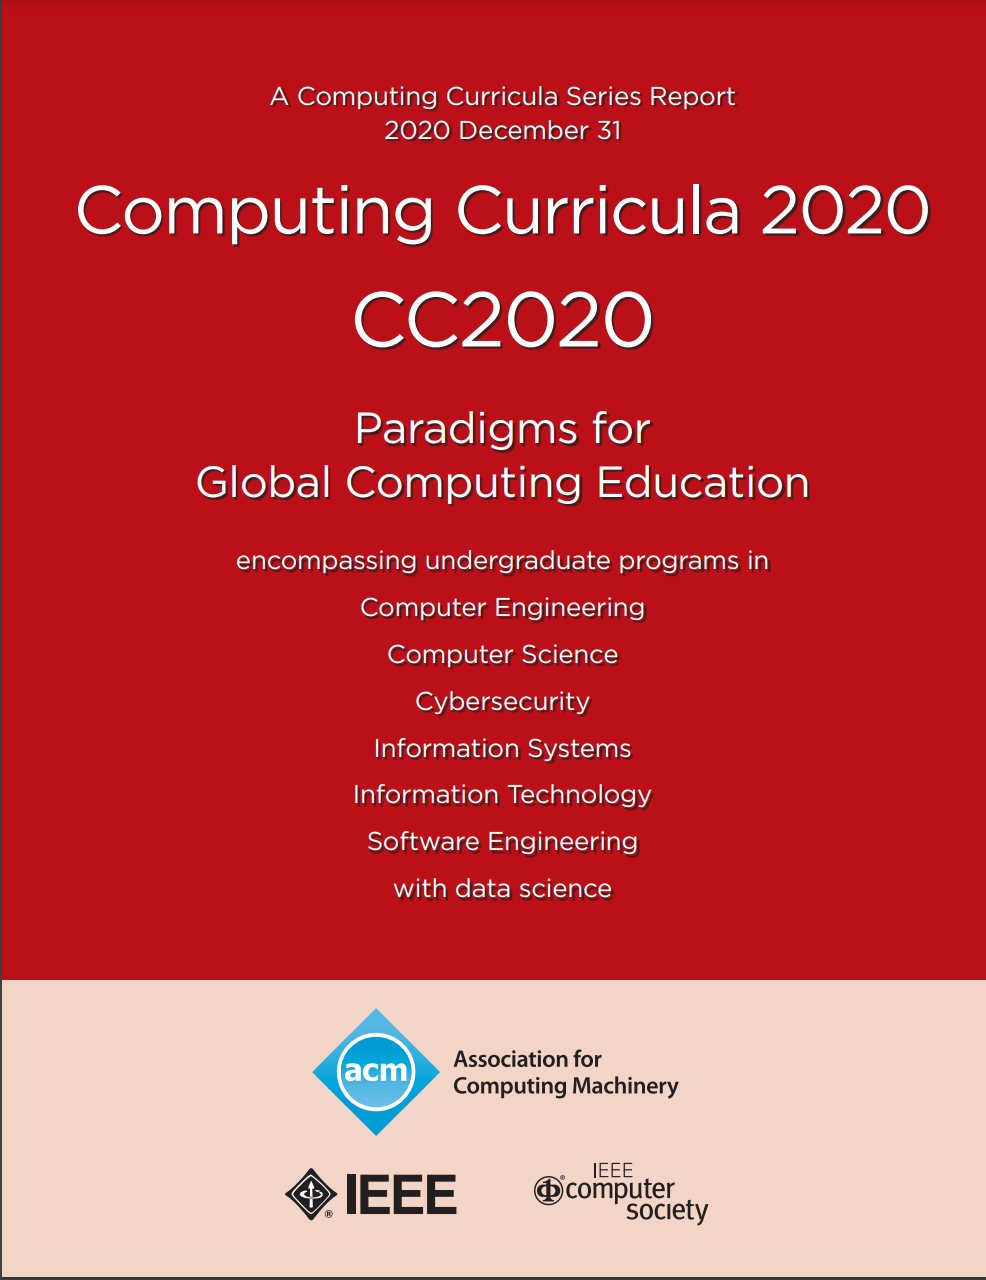 A Computing Curricula Series Report
2020 December 31
Computing Curricula 2020
CC2020
Paradigms for
Global Computing Education
encompassing undergraduate programs in
Computer Engineering
Computer Science
Cybersecurity
Information Systems
Information Technology
Software Engineering
with data science
acm
Association for
Computing Machinery
IEEE
®
IEEE
®
computer
society